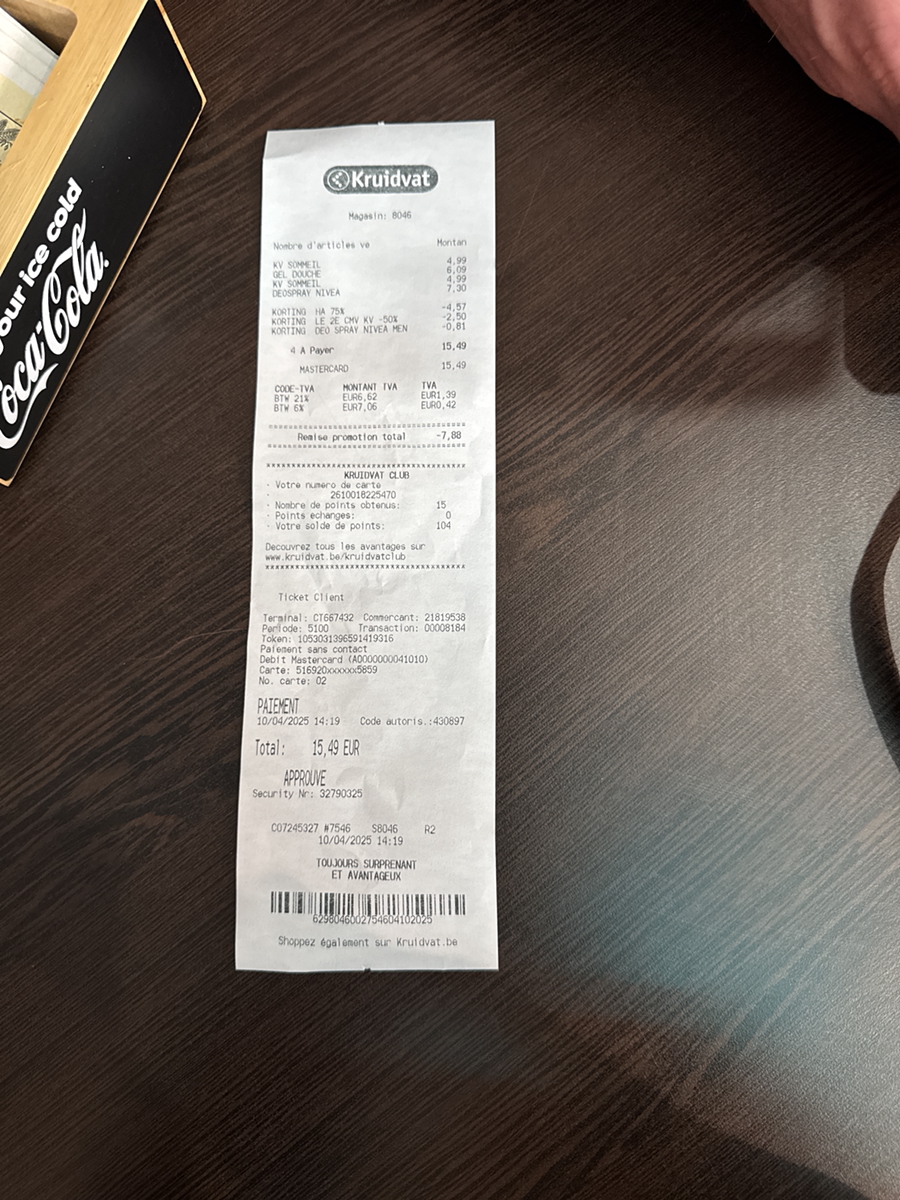 your ice cold
Coca-Cola
Kruidvat
Magasin: 8046
Nombre d'articles ve Montan
KV SOMMEIL 4,99
GEL DOUCHE 6,09
KV SOMMEIL 4,99
DEOSPRAY NIVEA 7,30
KORTING HA 75% -4,57
KORTING LE 2E CMV KV -50% -2,50
KORTING DEO SPRAY NIVEA MEN -0,81
4 A Payer 15,49
MASTERCARD 15,49
CODE-TVA MONTANT TVA TVA
BTW 21% EUR6,62 EUR1,39
BTW 6% EUR7,06 EUR0,42
Remise promotion total -7,88
KRUIDVAT CLUB
· Votre numero de carte
· 2610018225470
· Nombre de points obtenus: 15
· Points echanges: 0
· Votre solde de points: 104
Decouvrez tous les avantages sur
www.kruidvat.be/kruidvatclub
Ticket Client
Terminal: CT667432 Commercant: 21819538
Periode: 5100 Transaction: 00008184
Token: 1053031396591419316
Paiement sans contact
Debit Mastercard (A0000000041010)
Carte: 516920xxxxxx5859
No. carte: 02
PAIEMENT
10/04/2025 14:19 Code autoris.:430897
Total: 15,49 EUR
APPROUVE
Security Nr: 32790325
C07245327 #7546 S8046 R2
10/04/2025 14:19
TOUJOURS SURPRENANT
ET AVANTAGEUX
6298046002754604102025
Shoppez également sur Kruidvat.be